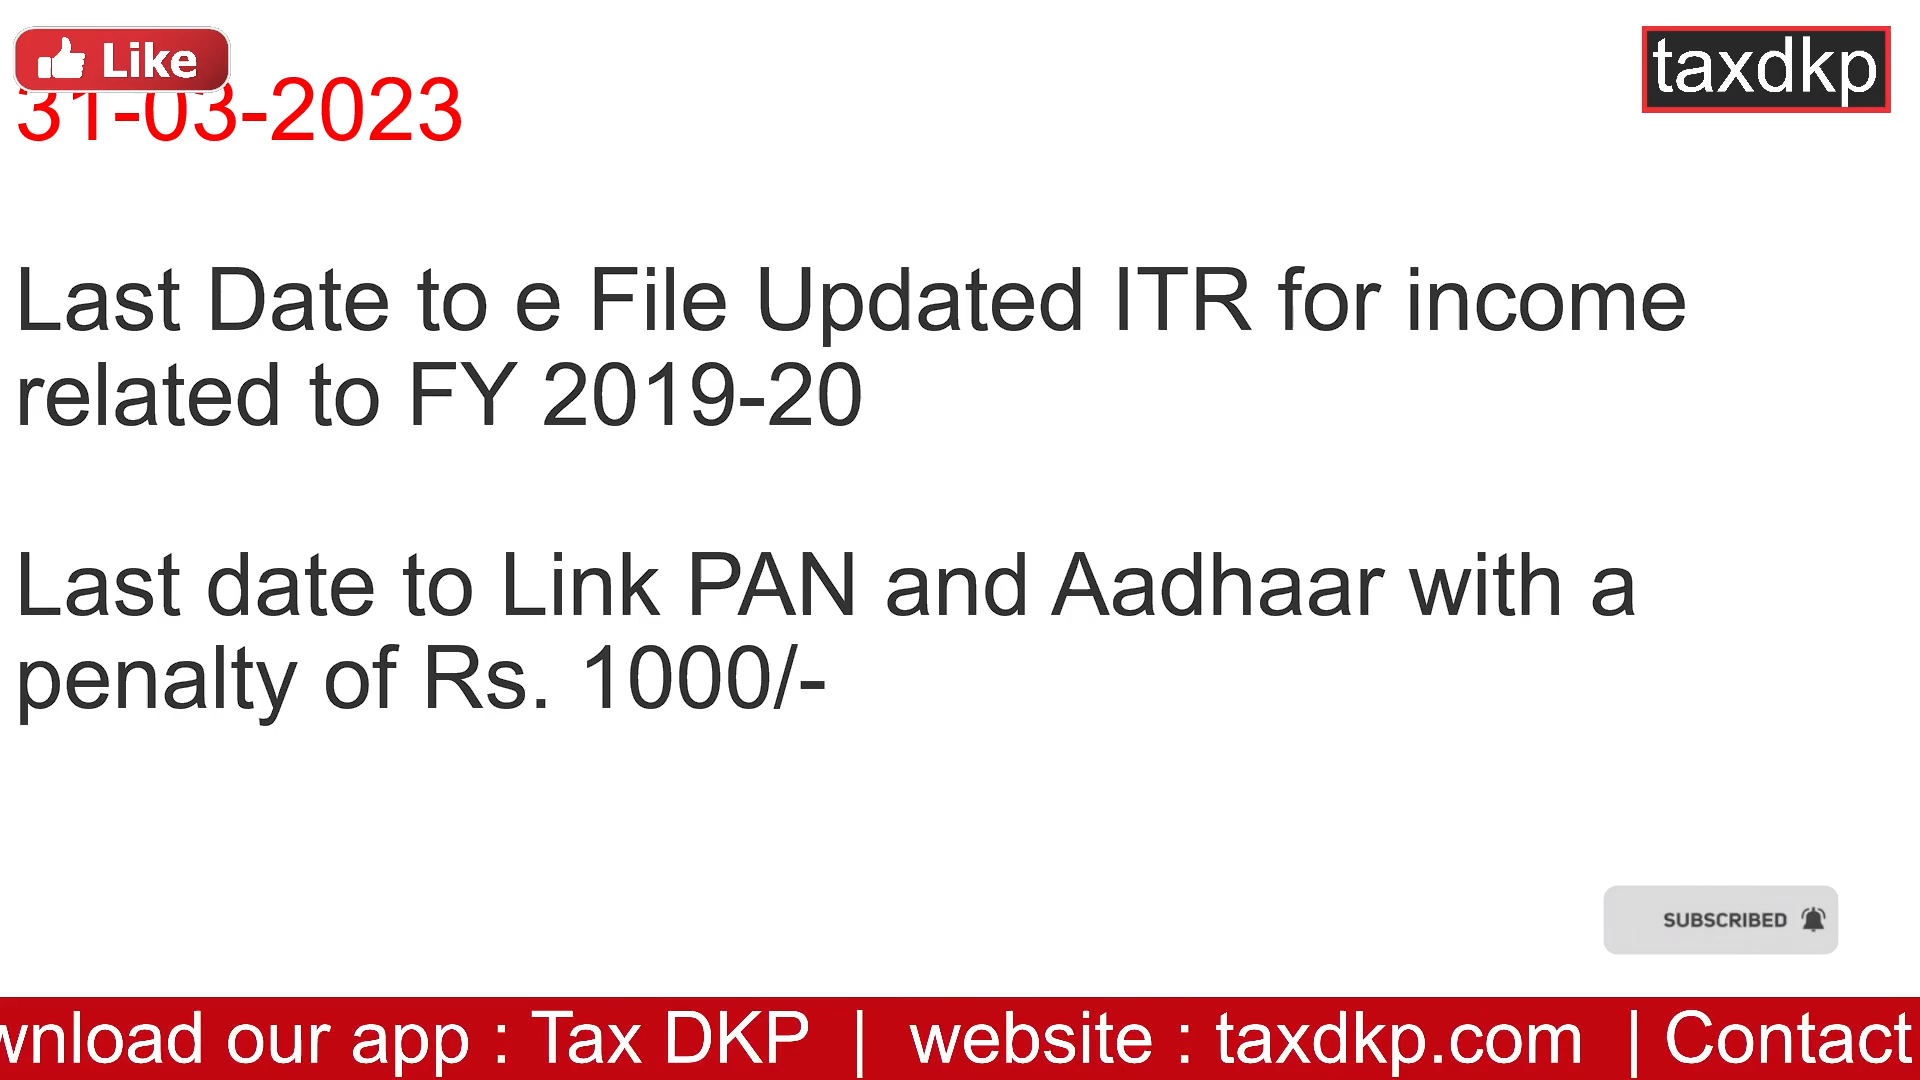 Like
taxdkp
31-03-2023
Last Date to e File Updated ITR for income
related to FY 2019-20
Last date to Link PAN and Aadhaar with a
penalty of Rs. 1000/-
SUBSCRIBED
wnload our app : Tax DKP | website : taxdkp.com | Contact